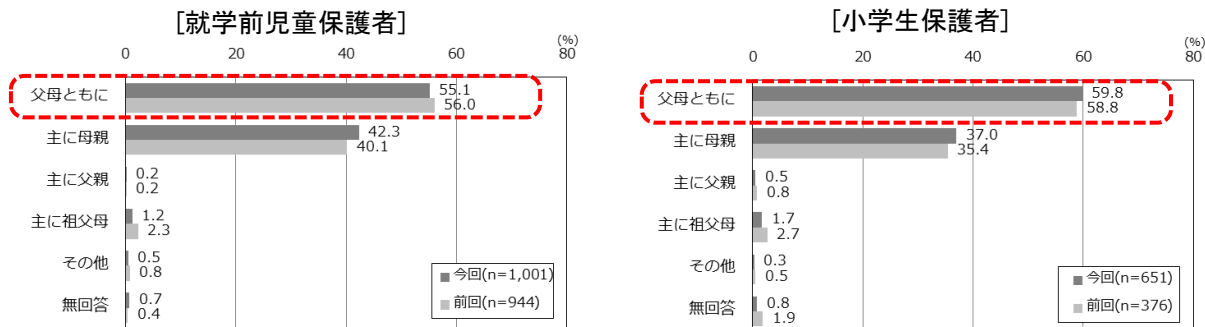 [就学前児童保護者]
(%)
0 20 40 60 80
父母ともに 55.1
56.0
主に母親 42.3
40.1
主に父親 0.2
0.2
主に祖父母 1.2
2.3
その他 0.5
0.8
無回答 0.7
0.4
今回(n=1,001)
前回(n=944)
[小学生保護者]
(%)
0 20 40 60 80
父母ともに 59.8
58.8
主に母親 37.0
35.4
主に父親 0.5
0.8
主に祖父母 1.7
2.7
その他 0.3
0.5
無回答 0.8
1.9
今回(n=651)
前回(n=376)